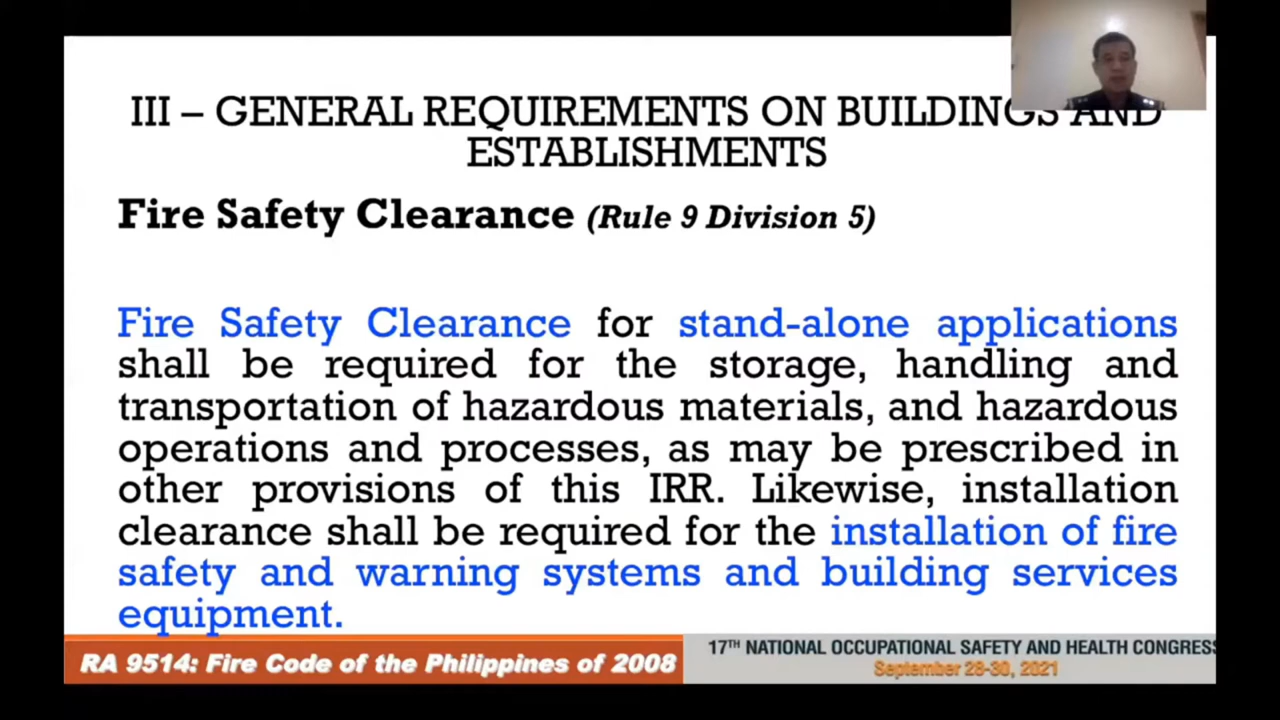 III – GENERAL REQUIREMENTS ON BUILDINGS AND
ESTABLISHMENTS
Fire Safety Clearance (Rule 9 Division 5)
Fire Safety Clearance for stand-alone applications
shall be required for the storage, handling and
transportation of hazardous materials, and hazardous
operations and processes, as may be prescribed in
other provisions of this IRR. Likewise, installation
clearance shall be required for the installation of fire
safety and warning systems and building services
equipment.
RA 9514: Fire Code of the Philippines of 2008
17TH NATIONAL OCCUPATIONAL SAFETY AND HEALTH CONGRESS
September 28-30, 2021